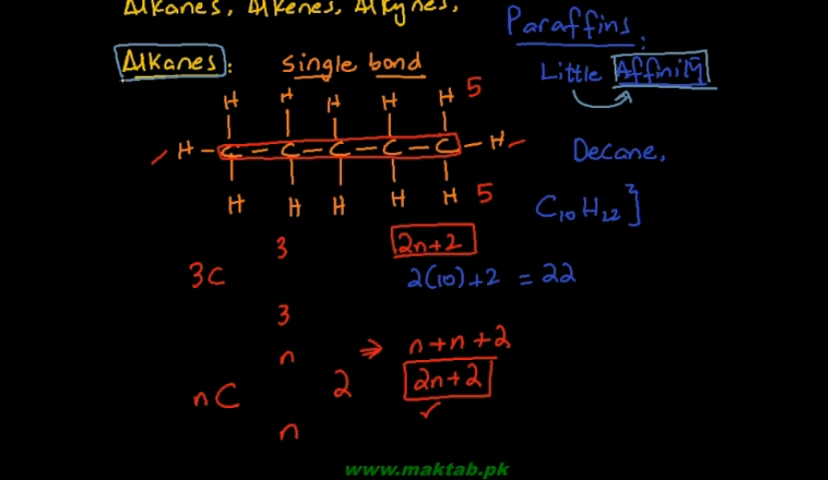 Alkanes, Alkenes, Alkynes,
Paraffins:
Alkanes: single bond
Little Affinity
H H H H H 5
H - C - C - C - C - C - H
Decane,
H H H H H 5
C10H22]
3 2n+2
3C 2(10)+2 = 22
3
n => n+n+2
nC 2 2n+2
n
www.maktab.pk